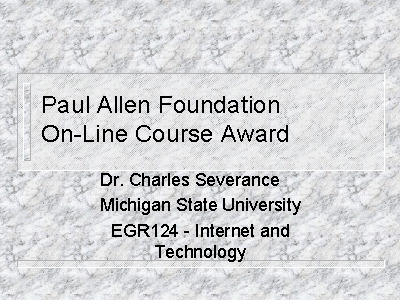 Paul Allen Foundation
On-Line Course Award
Dr. Charles Severance
Michigan State University
EGR124 - Internet and
Technology